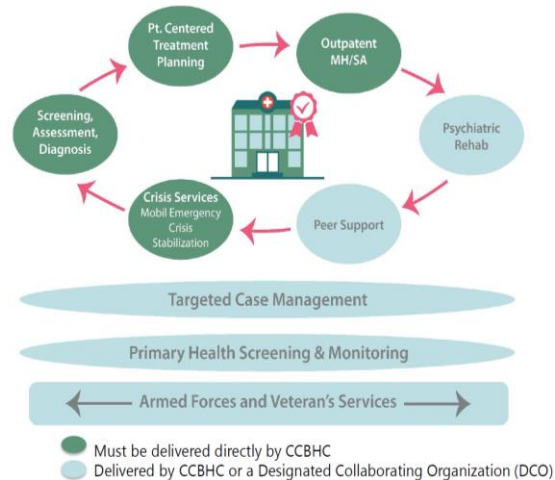 Pt. Centered
Treatment
Planning
Outpatent
MH/SA
Screening,
Assessment,
Diagnosis
Psychiatric
Rehab
Crisis Services
Mobil Emergency
Crisis
Stabilization
Peer Support
Targeted Case Management
Primary Health Screening & Monitoring
Armed Forces and Veteran's Services
Must be delivered directly by CCBHC
Delivered by CCBHC or a Designated Collaborating Organization (DCO)